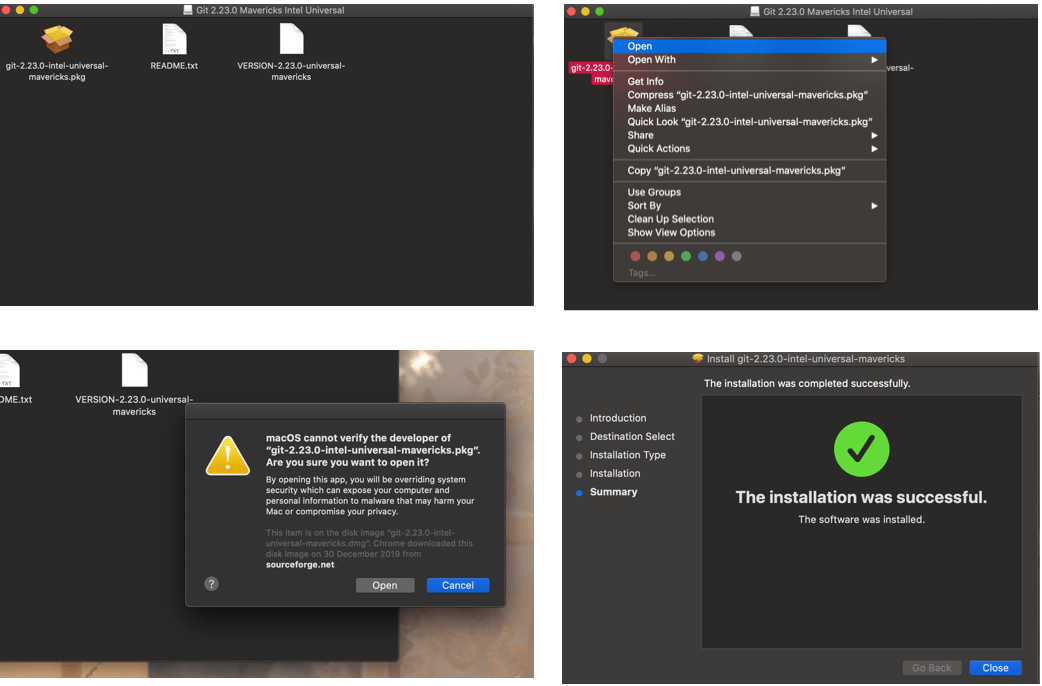 Git 2.23.0 Mavericks Intel Universal
git-2.23.0-intel-universal-
mavericks.pkg
TXT
README.txt
VERSION-2.23.0-universal-
mavericks
Git 2.23.0 Mavericks Intel Universal
git-2.23.0-
mave
versal-
Open
Open With
Get Info
Compress “git-2.23.0-intel-universal-mavericks.pkg”
Make Alias
Quick Look “git-2.23.0-intel-universal-mavericks.pkg”
Share
Quick Actions
Copy “git-2.23.0-intel-universal-mavericks.pkg”
Use Groups
Sort By
Clean Up Selection
Show View Options
Tags...
TXT
DME.txt
VERSION-2.23.0-universal-
mavericks
macOS cannot verify the developer of
“git-2.23.0-intel-universal-mavericks.pkg”.
Are you sure you want to open it?
By opening this app, you will be overriding system
security which can expose your computer and
personal information to malware that may harm your
Mac or compromise your privacy.
This item is on the disk image “git-2.23.0-intel-
universal-mavericks.dmg”. Chrome downloaded this
disk image on 30 December 2019 from
sourceforge.net.
?
Open
Cancel
Install git-2.23.0-intel-universal-mavericks
The installation was completed successfully.
Introduction
Destination Select
Installation Type
Installation
Summary
The installation was successful.
The software was installed.
Go Back
Close